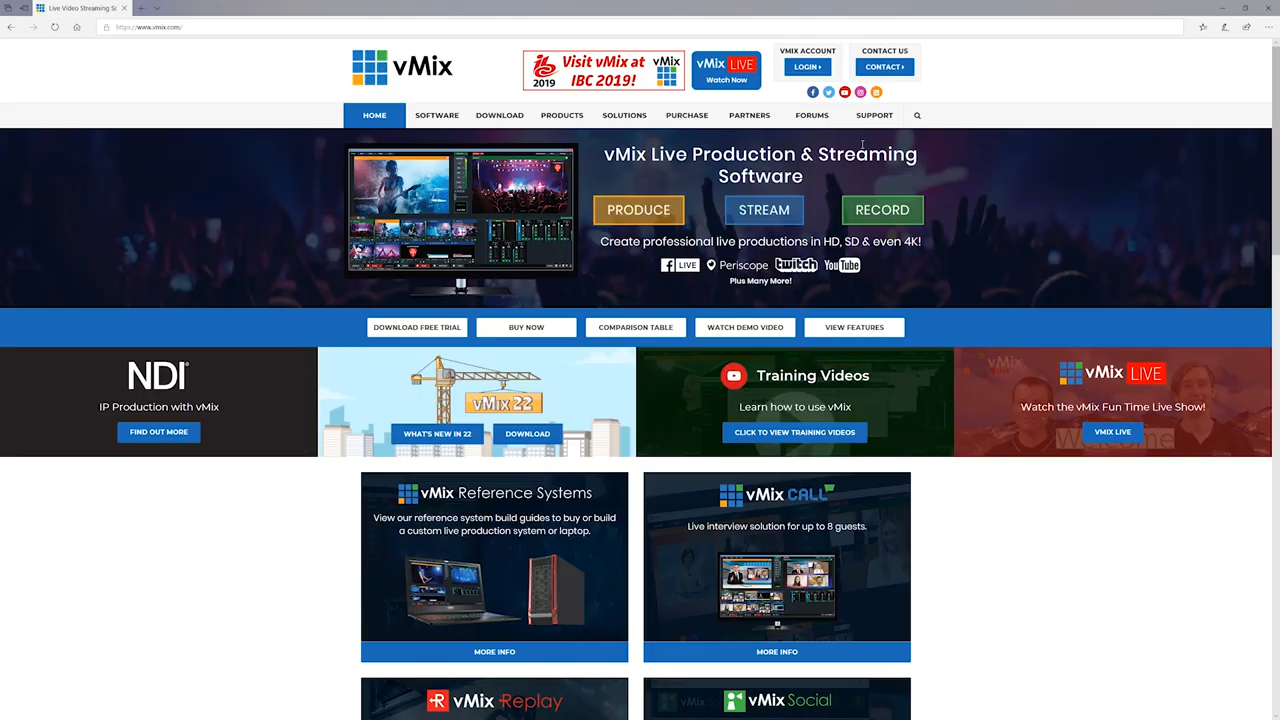 Live Video Streaming So
https://www.vmix.com/
vMix
2019
Visit vMix at
IBC 2019!
vMix
vMix LIVE
Watch Now
VMIX ACCOUNT
LOGIN
CONTACT US
CONTACT
HOME
SOFTWARE
DOWNLOAD
PRODUCTS
SOLUTIONS
PURCHASE
PARTNERS
FORUMS
SUPPORT
vMix Live Production & Streaming
Software
PRODUCE
STREAM
RECORD
Create professional live productions in HD, SD & even 4K!
LIVE
Periscope
twitch
YouTube
Plus Many More!
DOWNLOAD FREE TRIAL
BUY NOW
COMPARISON TABLE
WATCH DEMO VIDEO
VIEW FEATURES
NDI
IP Production with vMix
FIND OUT MORE
vMix 22
WHAT'S NEW IN 22
DOWNLOAD
Training Videos
Learn how to use vMix
CLICK TO VIEW TRAINING VIDEOS
vMix LIVE
Watch the vMix Fun Time Live Show!
VMIX LIVE
vMix Reference Systems
View our reference system build guides to buy or build
a custom live production system or laptop.
MORE INFO
vMix CALL
Live interview solution for up to 8 guests.
MORE INFO
vMix Replay
vMix Social